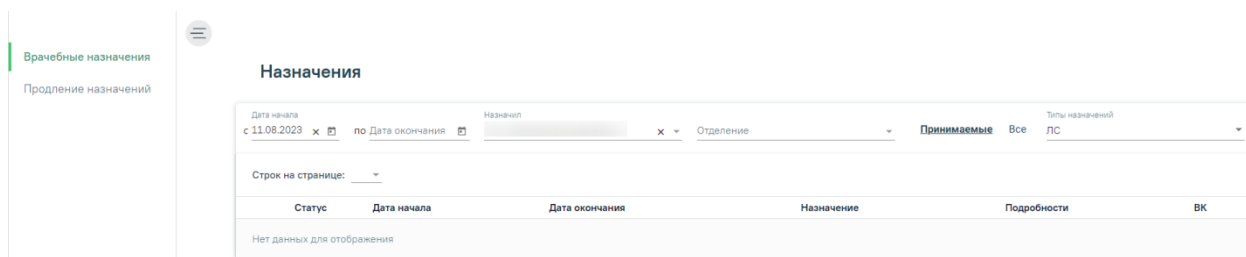 Врачебные назначения
Продление назначений
Назначения
Дата начала
Назначил
Типы назначений
с 11.08.2023 x по Дата окончания x Отделение Принимаемые Все ЛС
Строк на странице:
Статус Дата начала Дата окончания Назначение Подробности ВК
Нет данных для отображения